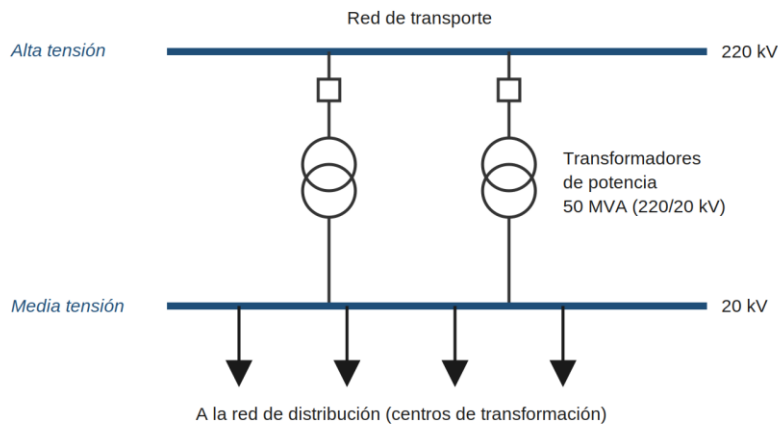 Red de transporte
Alta tensión
220 kV
Transformadores
de potencia
50 MVA (220/20 kV)
Media tensión
20 kV
A la red de distribución (centros de transformación)